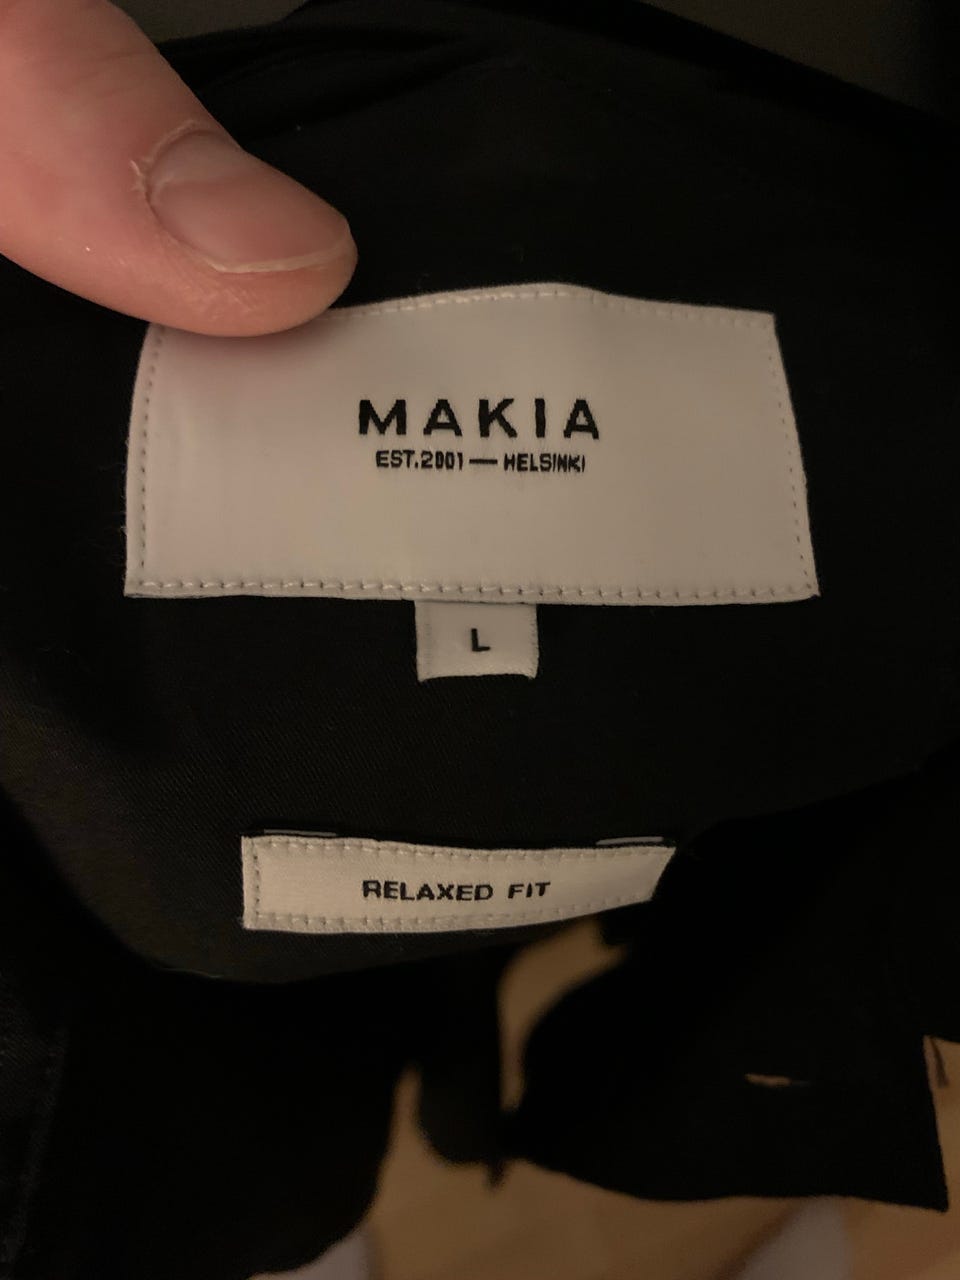 MAKIA
EST.2001 — HELSINKI
L
RELAXED FIT